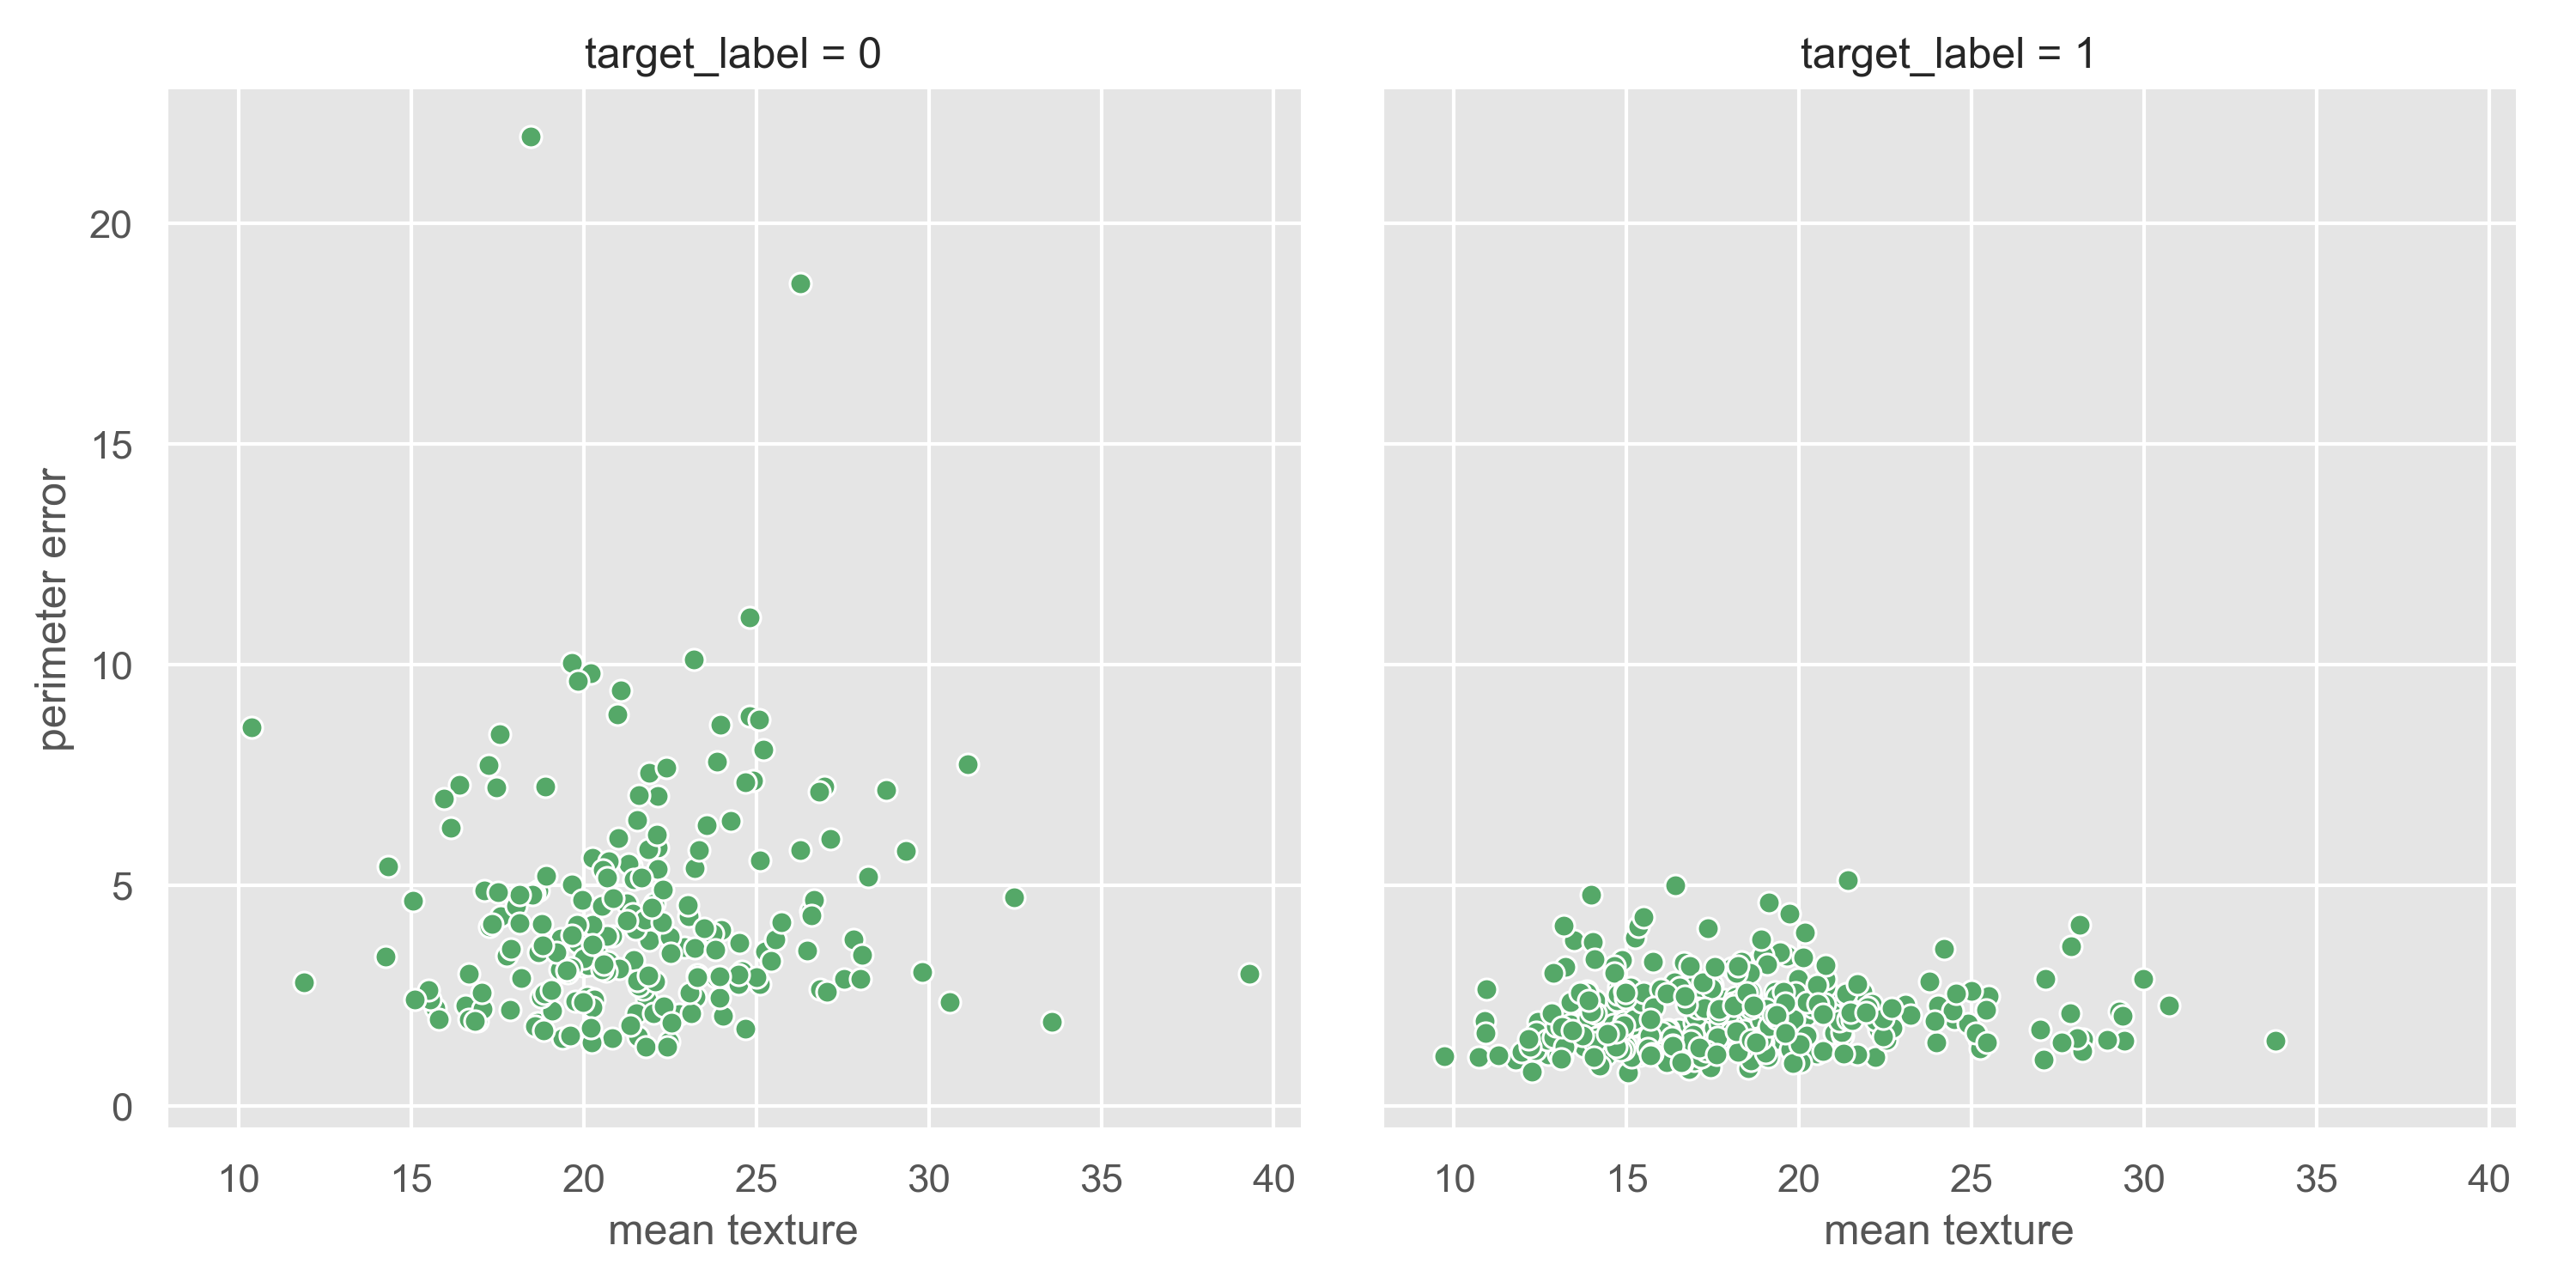 target_label = 0
target_label = 1
perimeter error
20
15
10
5
0
10 15 20 25 30 35 40
10 15 20 25 30 35 40
mean texture
mean texture